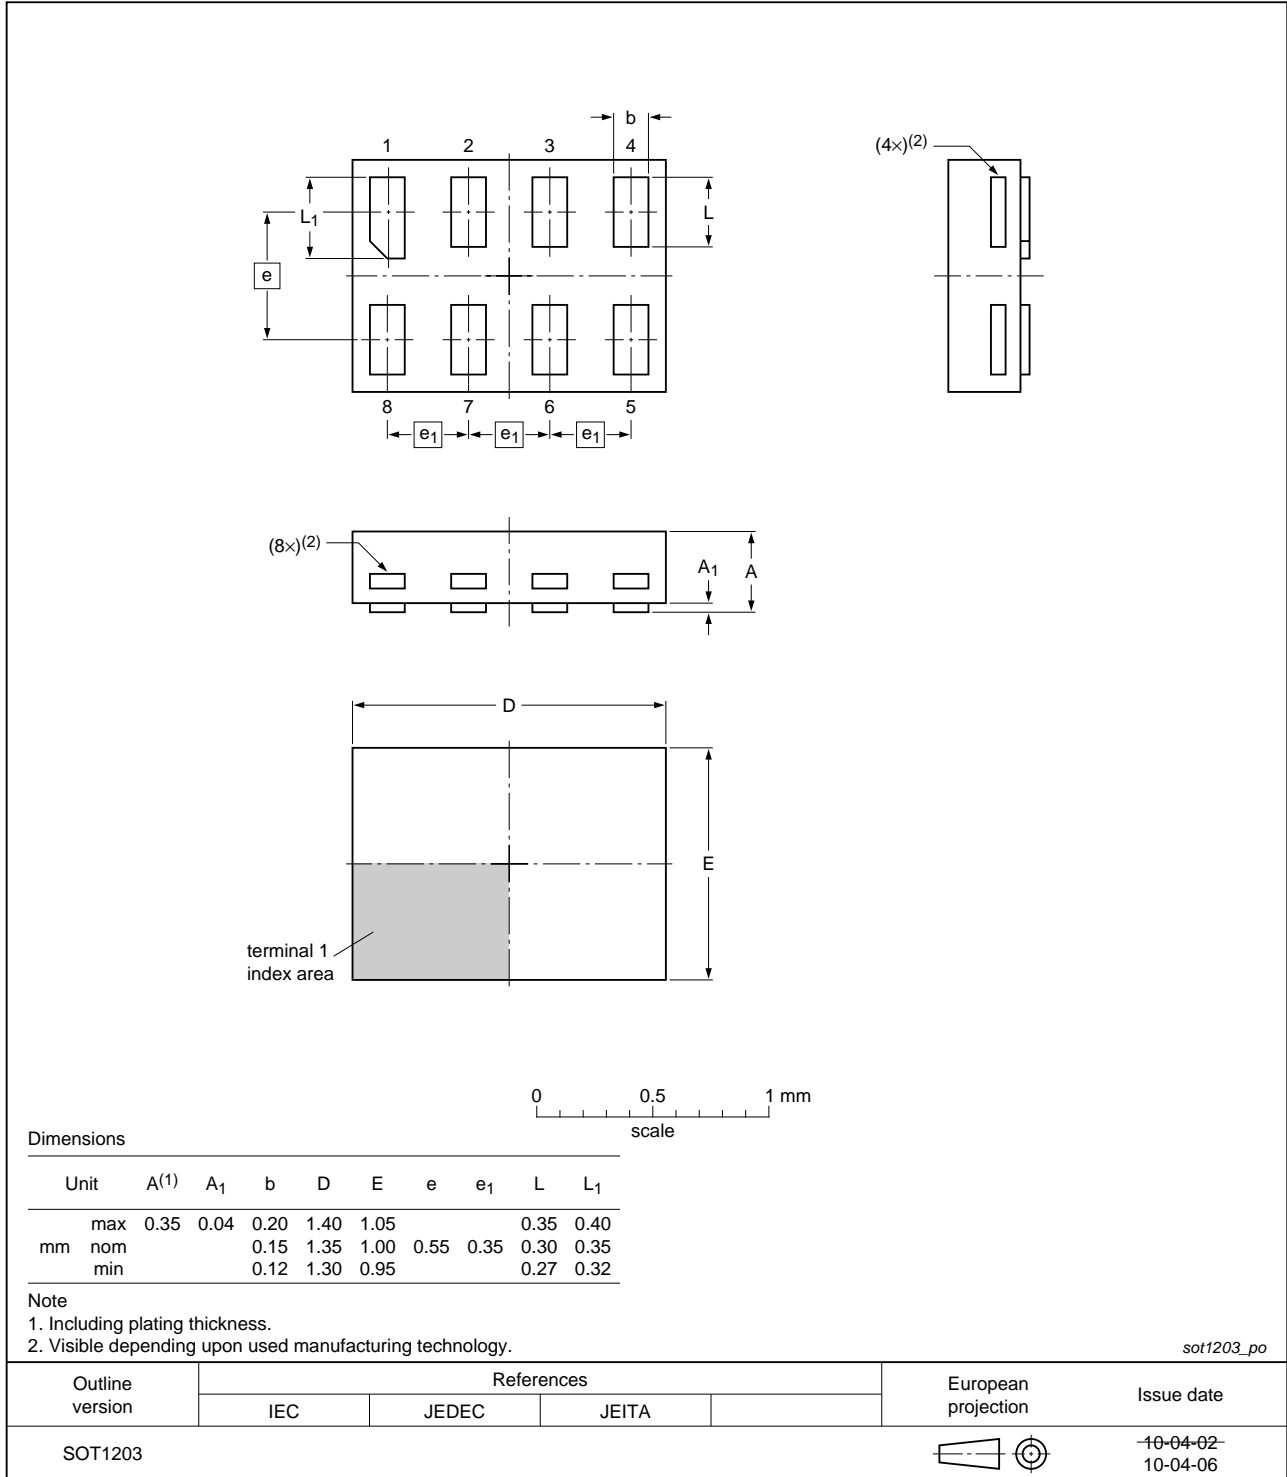 b
1 2 3 4
(4×)(2)
L1
L
e
8 7 6 5
e1 e1 e1
(8×)(2)
A1
A
D
E
terminal 1
index area
0 0.5 1 mm
scale
Dimensions
Unit A(1) A1 b D E e e1 L L1
max 0.35 0.04 0.20 1.40 1.05 0.35 0.40
mm nom 0.15 1.35 1.00 0.55 0.35 0.30 0.35
min 0.12 1.30 0.95 0.27 0.32
Note
1. Including plating thickness.
2. Visible depending upon used manufacturing technology.
sot1203_po
Outline version References European projection Issue date
IEC JEDEC JEITA
SOT1203
10-04-02
10-04-06